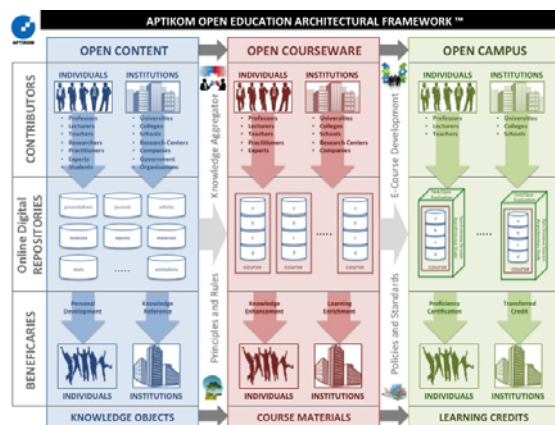 APTIKOM OPEN EDUCATION ARCHITECTURAL FRAMEWORK ™
APTIKOM
OPEN CONTENT
OPEN COURSEWARE
OPEN CAMPUS
CONTRIBUTORS
INDIVIDUALS
INSTITUTIONS
• Professors
• Lecturers
• Teachers
• Researchers
• Practitioners
• Experts
• Students
• Universities
• Colleges
• Schools
• Research Centers
• Companies
• Government
• Organisations
Knowledge Aggregator
INDIVIDUALS
INSTITUTIONS
• Professors
• Lecturers
• Teachers
• Practitioners
• Experts
• Universities
• Colleges
• Schools
• Research Centers
• Companies
E-Course Development
INDIVIDUALS
INSTITUTIONS
• Professors
• Lecturers
• Teachers
• Universities
• Colleges
• Schools
Online Digital
REPOSITORIES
presentations
journals
articles
modules
reports
materials
.....
animations
course
course
.....
course
course
.....
course
Principles and Rules
Policies and Standards
BENEFICARIES
Personal
Development
Knowledge
Reference
Knowledge
Enhancement
Learning
Enrichment
Proficiency
Certification
Transferred
Credit
INDIVIDUALS
INSTITUTIONS
INDIVIDUALS
INSTITUTIONS
INDIVIDUALS
INSTITUTIONS
KNOWLEDGE OBJECTS
COURSE MATERIALS
LEARNING CREDITS